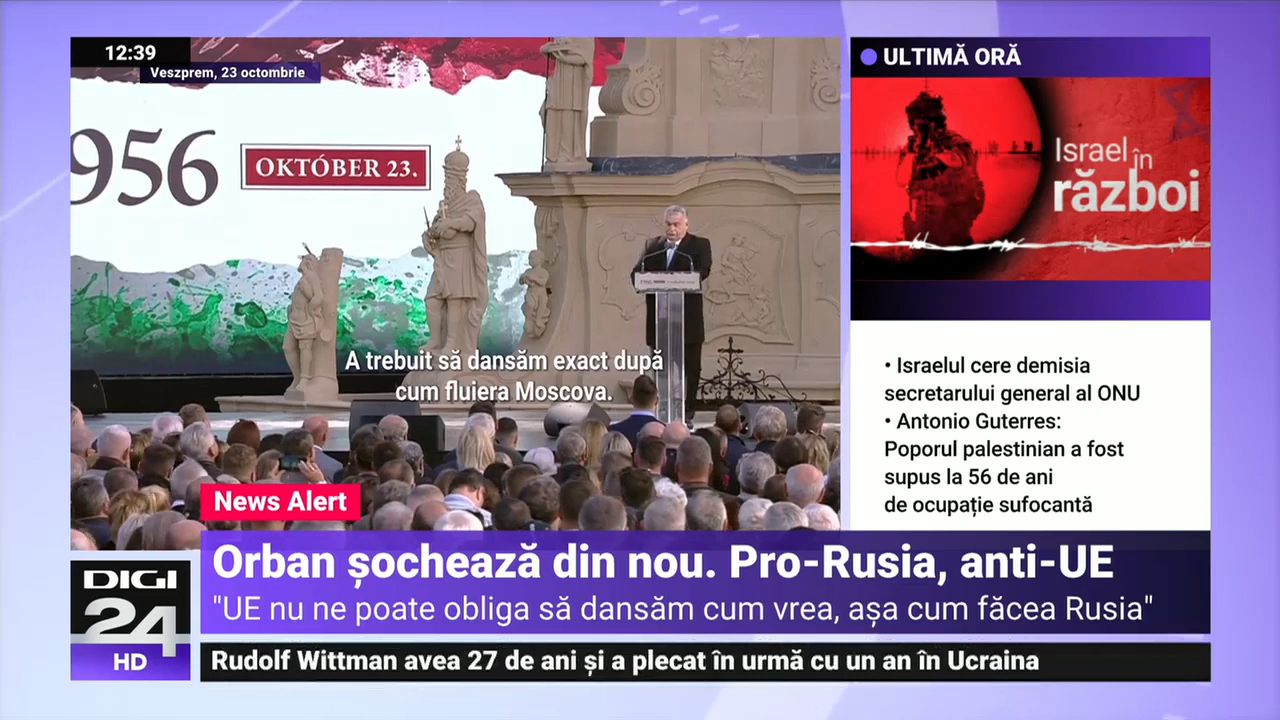 12:39
Veszprem, 23 octombrie
956
OKTÓBER 23.
A trebuit să dansăm exact după
cum fluiera Moscova.
ULTIMĂ ORĂ
Israel în
război
• Israelul cere demisia
secretarului general al ONU
• Antonio Guterres:
Poporul palestinian a fost
supus la 56 de ani
de ocupație sufocantă
News Alert
Orban șochează din nou. Pro-Rusia, anti-UE
"UE nu ne poate obliga să dansăm cum vrea, așa cum făcea Rusia"
DIGI
24
HD
Rudolf Wittman avea 27 de ani și a plecat în urmă cu un an în Ucraina